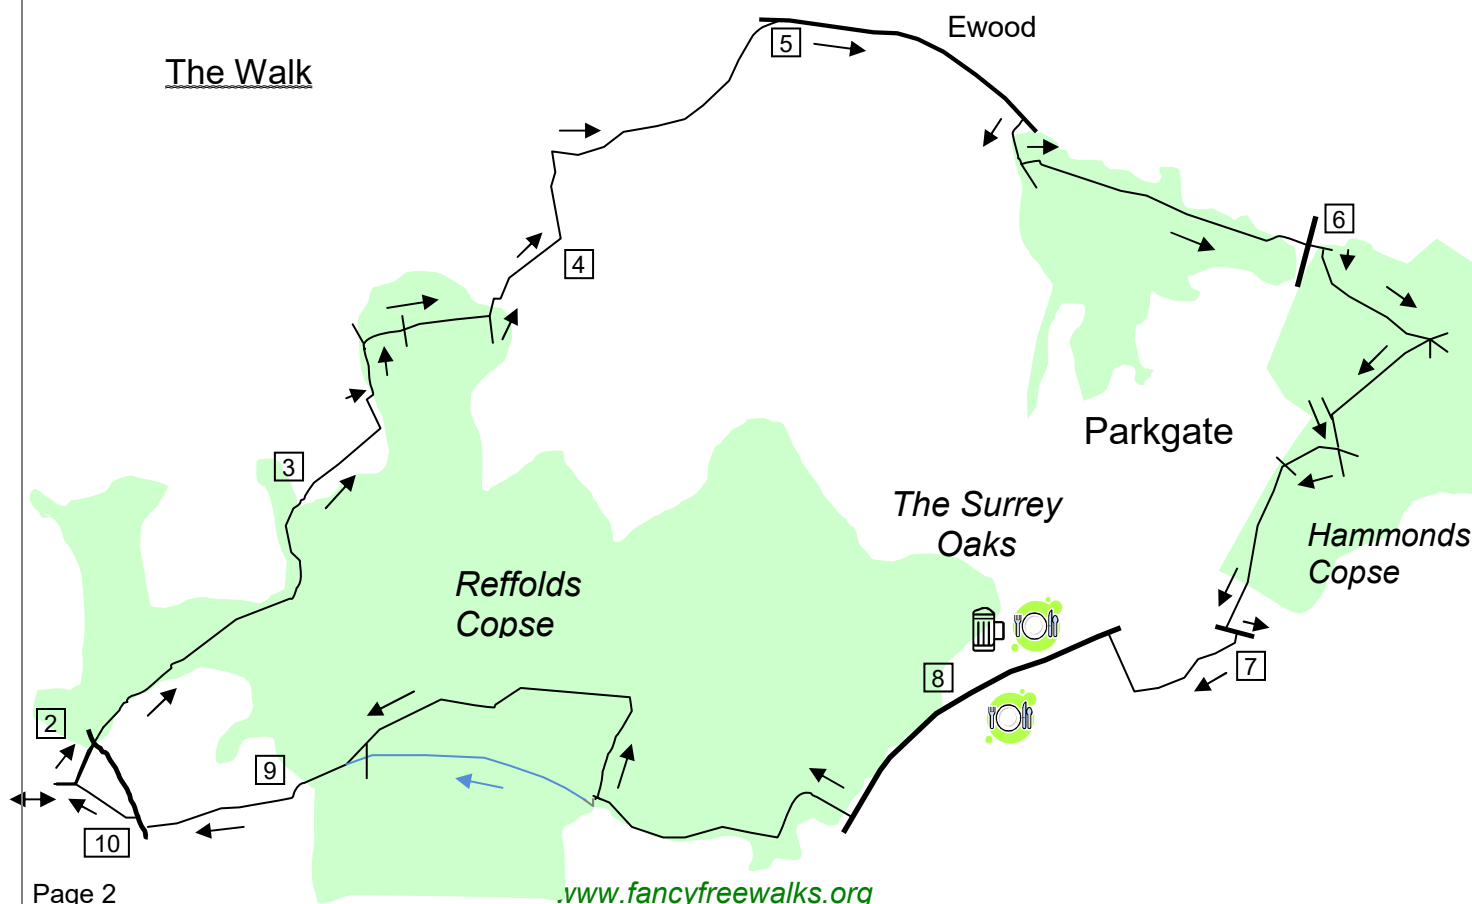 Ewood
5
The Walk
6
4
Parkgate
3
The Surrey
Oaks
Hammonds
Copse
Reffolds
Copse
7
8
2
9
10
Page 2
www.fancyfreewalks.org